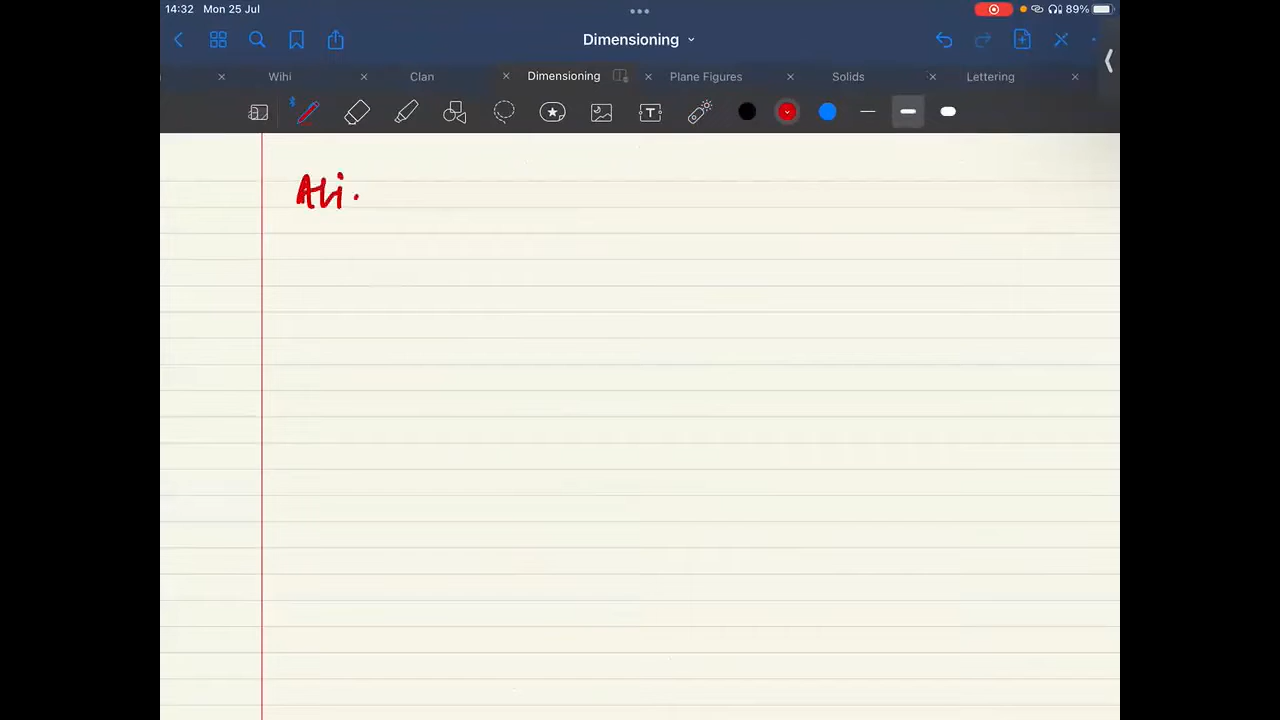 14:32 Mon 25 Jul 89%
Dimensioning
Wihi Clan Dimensioning Plane Figures Solids Lettering
Ali.